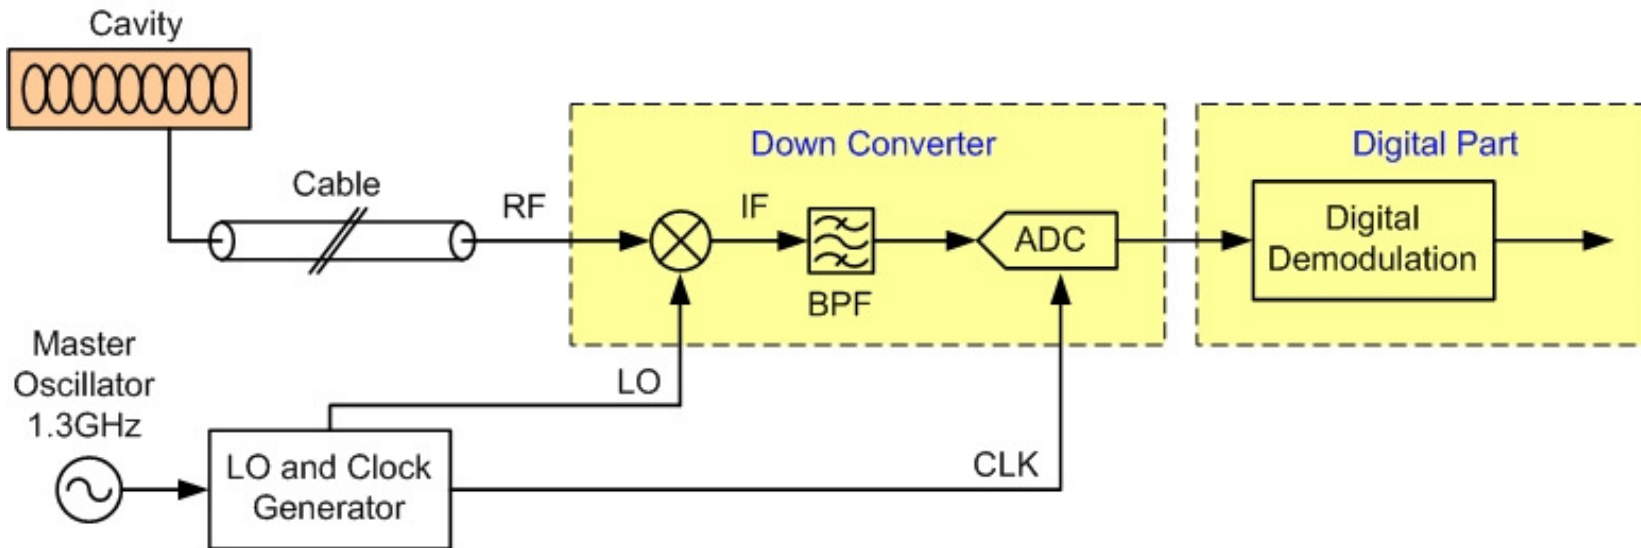 Cavity
Cable
RF
Down Converter
IF
BPF
ADC
Digital Part
Digital
Demodulation
Master
Oscillator
1.3GHz
LO
LO and Clock
Generator
CLK